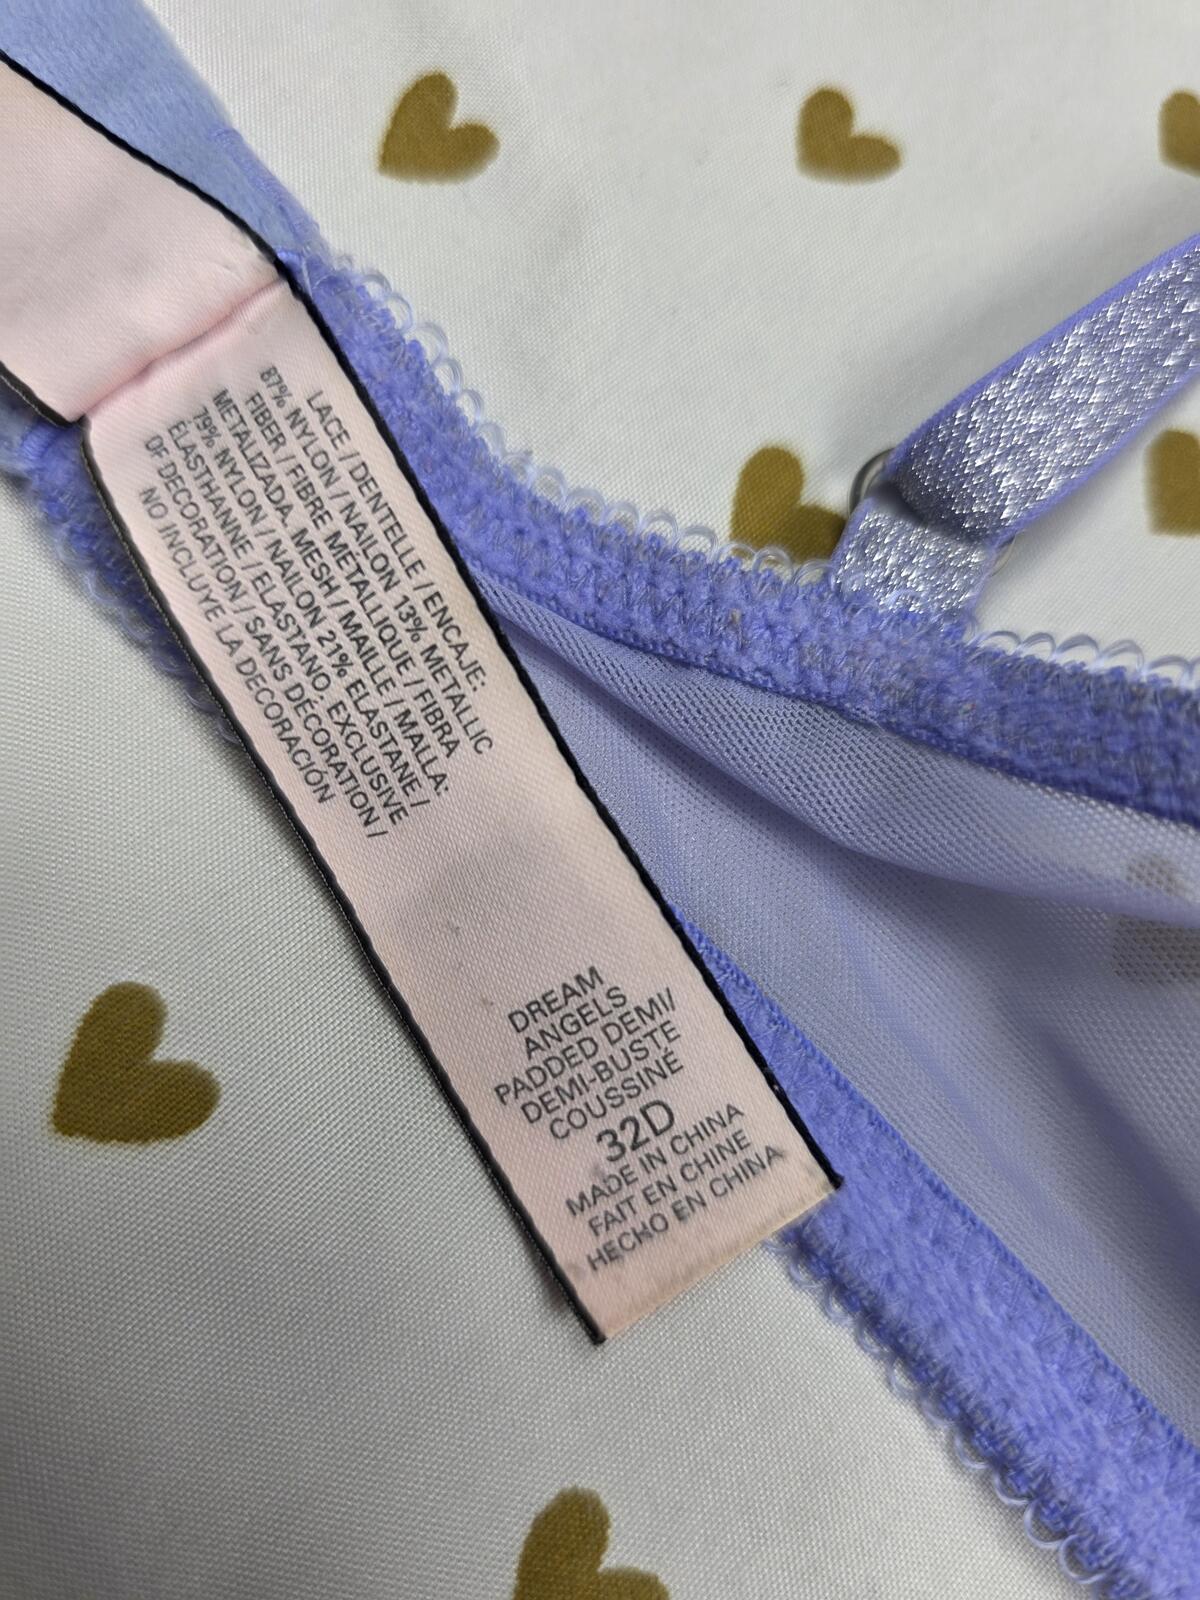 LACE / DENTELLE / ENCAJE:
87% NYLON / NAILON 13% METALLIC
FIBER / FIBRE MÉTALLIQUE / FIBRA
METALIZADA. MESH / MAILLE / MALLA:
79% NYLON / NAILON 21% ELASTANE /
ÉLASTHANNE / ELASTANO. EXCLUSIVE
OF DECORATION / SANS DÉCORATION /
NO INCLUYE LA DECORACIÓN
DREAM
ANGELS
PADDED DEMI/
DEMI-BUSTE
COUSSINÉ
32D
MADE IN CHINA
FAIT EN CHINE
HECHO EN CHINA